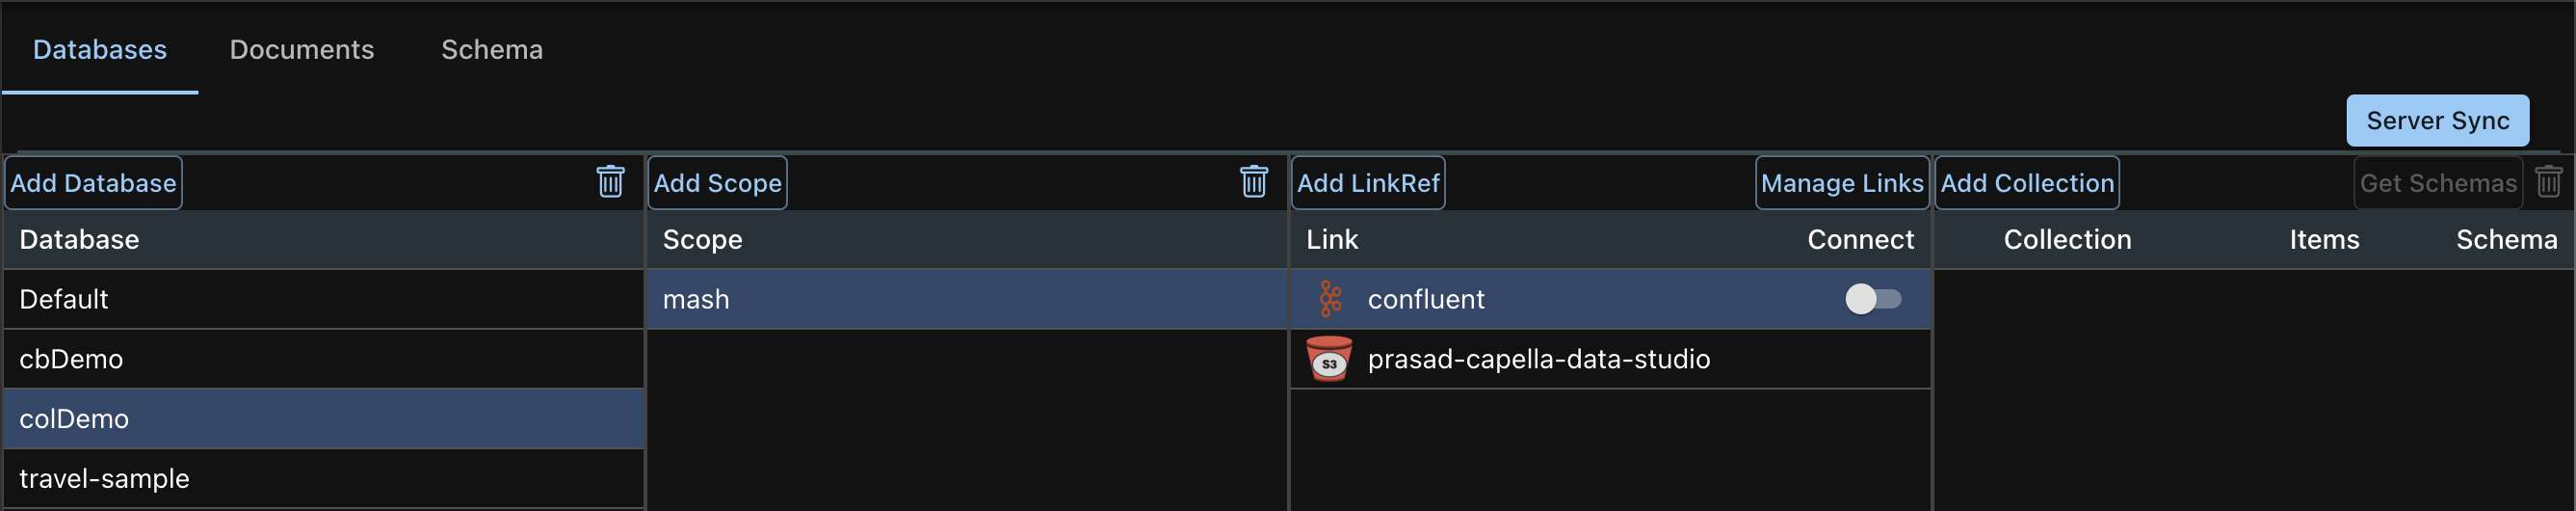 Databases Documents Schema
Server Sync
Add Database Add Scope Add LinkRef Manage Links Add Collection Get Schemas
Database Scope Link Connect Collection Items Schema
Default mash confluent
cbDemo S3 prasad-capella-data-studio
colDemo
travel-sample